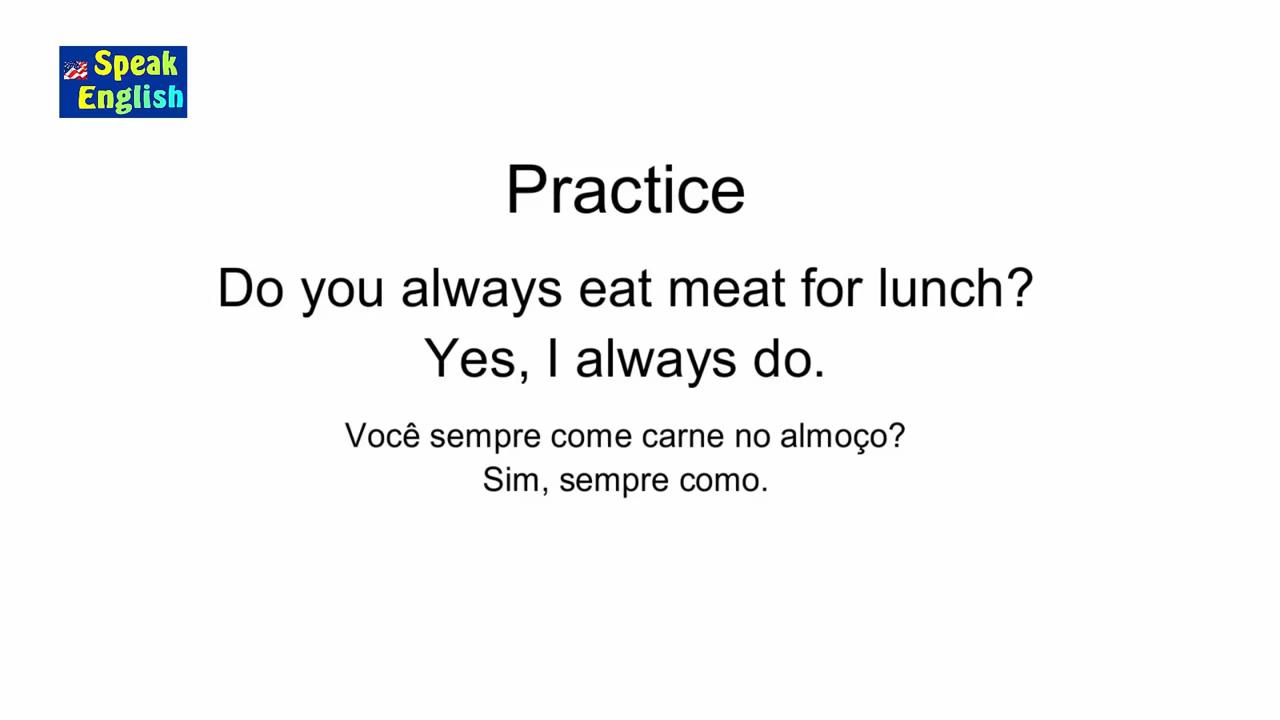 Speak
English
Practice
Do you always eat meat for lunch?
Yes, I always do.
Você sempre come carne no almoço?
Sim, sempre como.